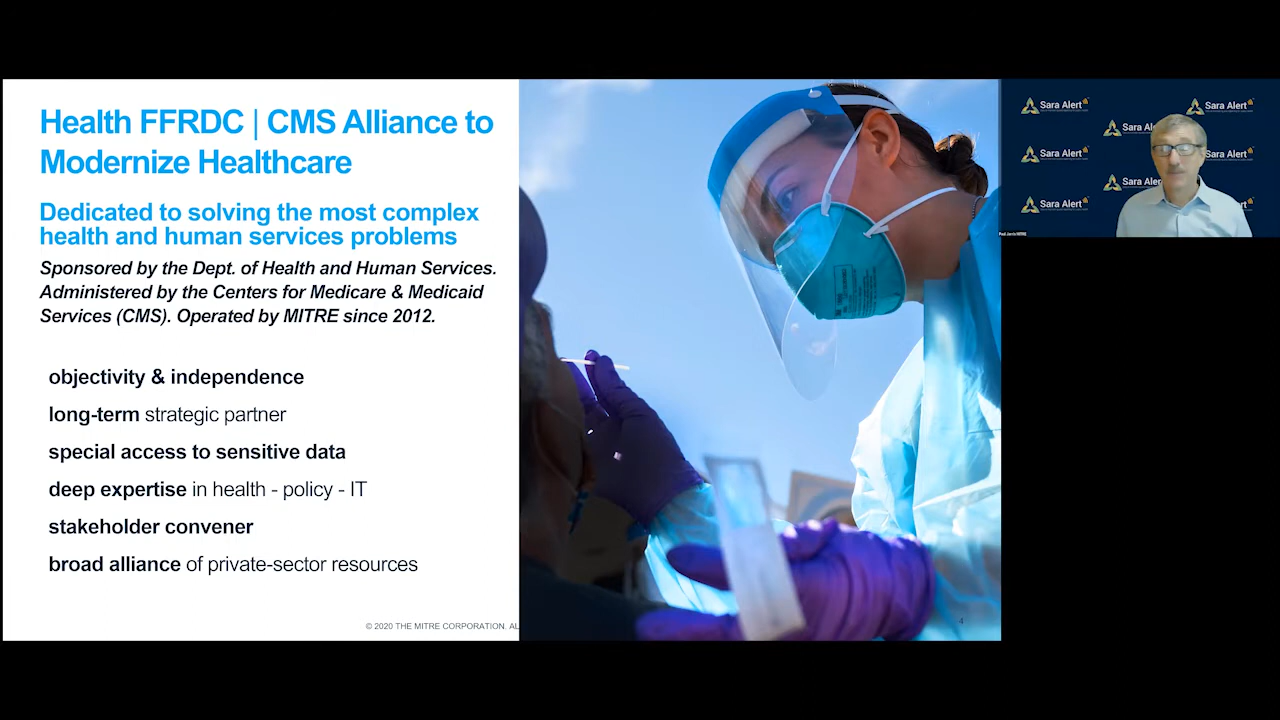 Health FFRDC | CMS Alliance to
Modernize Healthcare
Dedicated to solving the most complex
health and human services problems
Sponsored by the Dept. of Health and Human Services.
Administered by the Centers for Medicare & Medicaid
Services (CMS). Operated by MITRE since 2012.
objectivity & independence
long-term strategic partner
special access to sensitive data
deep expertise in health - policy - IT
stakeholder convener
broad alliance of private-sector resources
© 2020 THE MITRE CORPORATION. AL
4
Sara Alert
Sara Alert
Sara Al
Sara Alert
Sara Alert
Sara Al
Sara Alert
Sara Alert